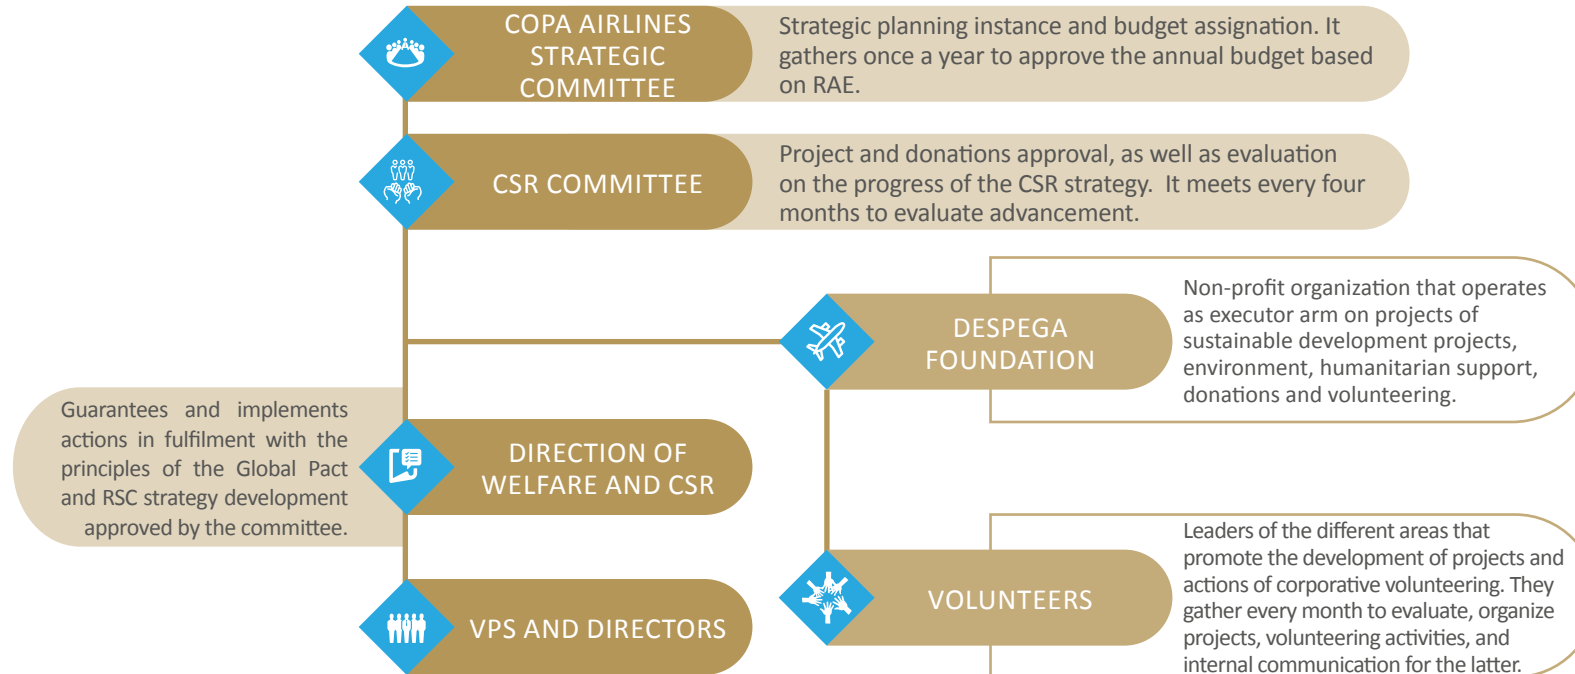 COPA AIRLINES
STRATEGIC
COMMITTEE
Strategic planning instance and budget assignation. It
gathers once a year to approve the annual budget based
on RAE.
CSR COMMITTEE
Project and donations approval, as well as evaluation
on the progress of the CSR strategy. It meets every four
months to evaluate advancement.
DESPEGA
FOUNDATION
Non-profit organization that operates
as executor arm on projects of
sustainable development projects,
environment, humanitarian support,
donations and volunteering.
Guarantees and implements
actions in fulfilment with the
principles of the Global Pact
and RSC strategy development
approved by the committee.
DIRECTION OF
WELFARE AND CSR
VOLUNTEERS
Leaders of the different areas that
promote the development of projects and
actions of corporative volunteering. They
gather every month to evaluate, organize
projects, volunteering activities, and
internal communication for the latter.
VPS AND DIRECTORS